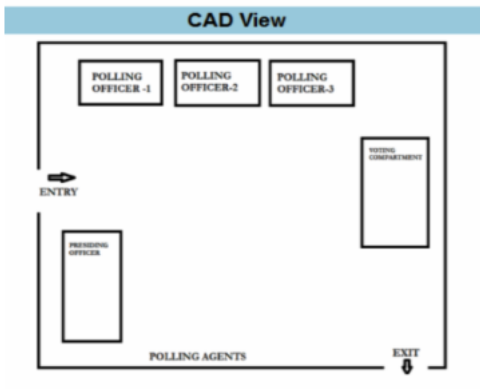 CAD View
POLLING
OFFICER -1
POLLING
OFFICER-2
POLLING
OFFICER-3
VOTING
COMPARTMENT
ENTRY
PRESIDING
OFFICER
POLLING AGENTS
EXIT